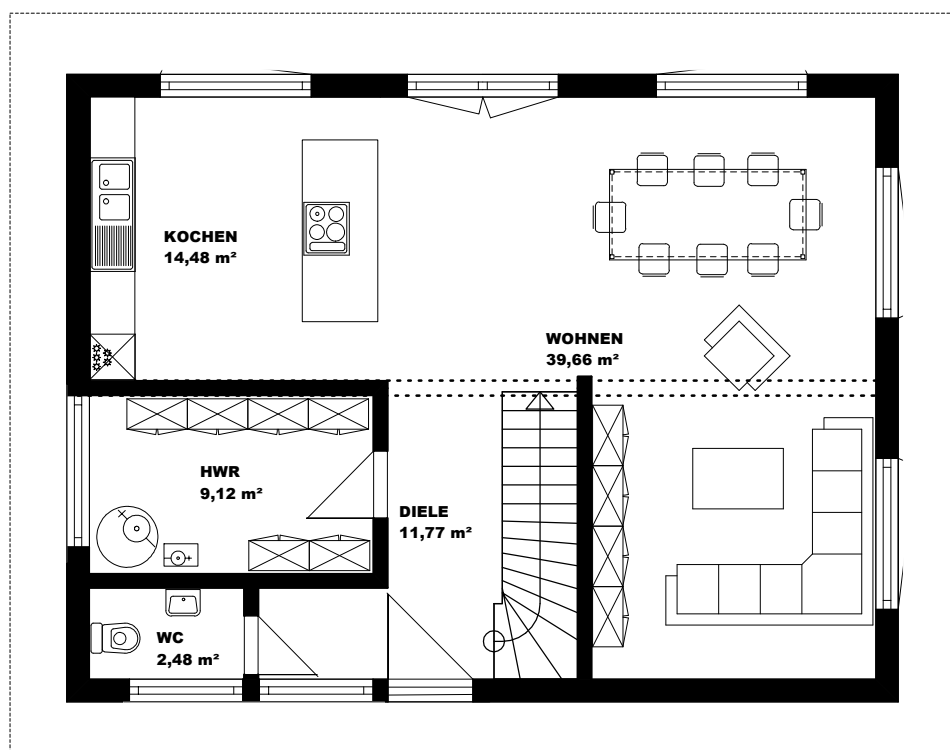 KOCHEN
14,48 m²
WOHNEN
39,66 m²
HWR
9,12 m²
DIELE
11,77 m²
WC
2,48 m²